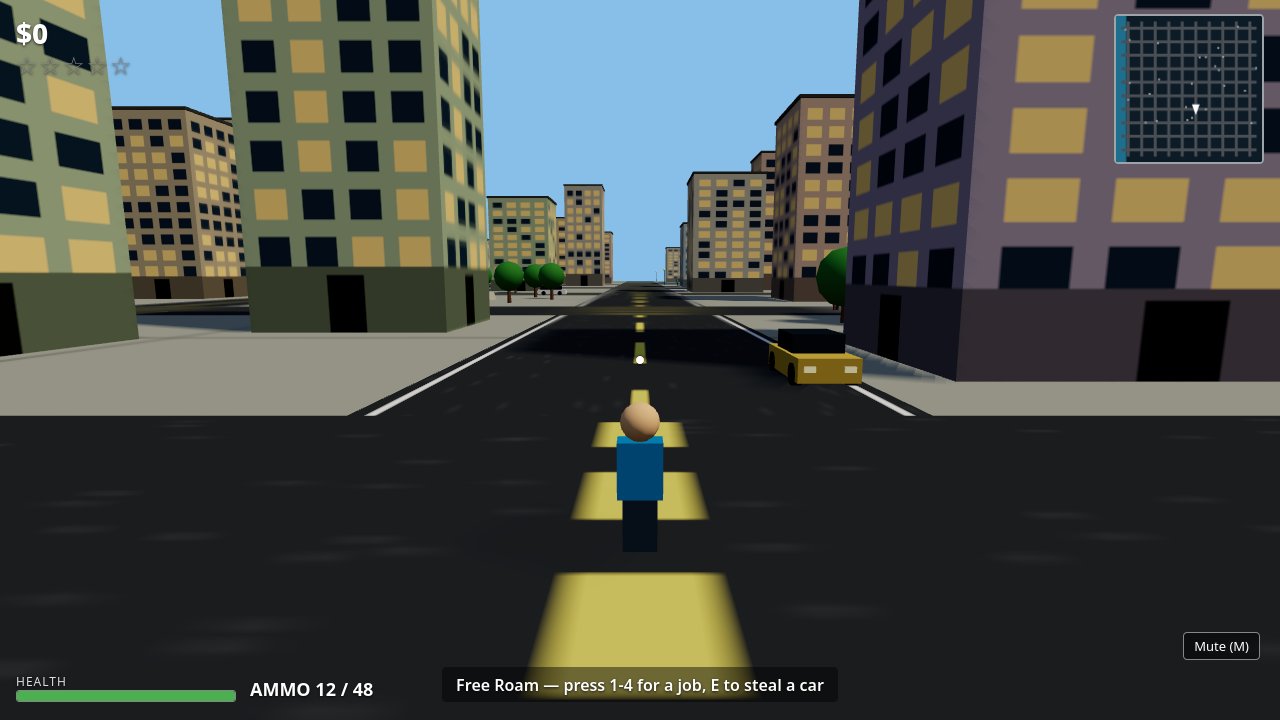 $0
☆☆☆☆☆
HEALTH
AMMO 12 / 48
Free Roam — press 1-4 for a job, E to steal a car
Mute (M)